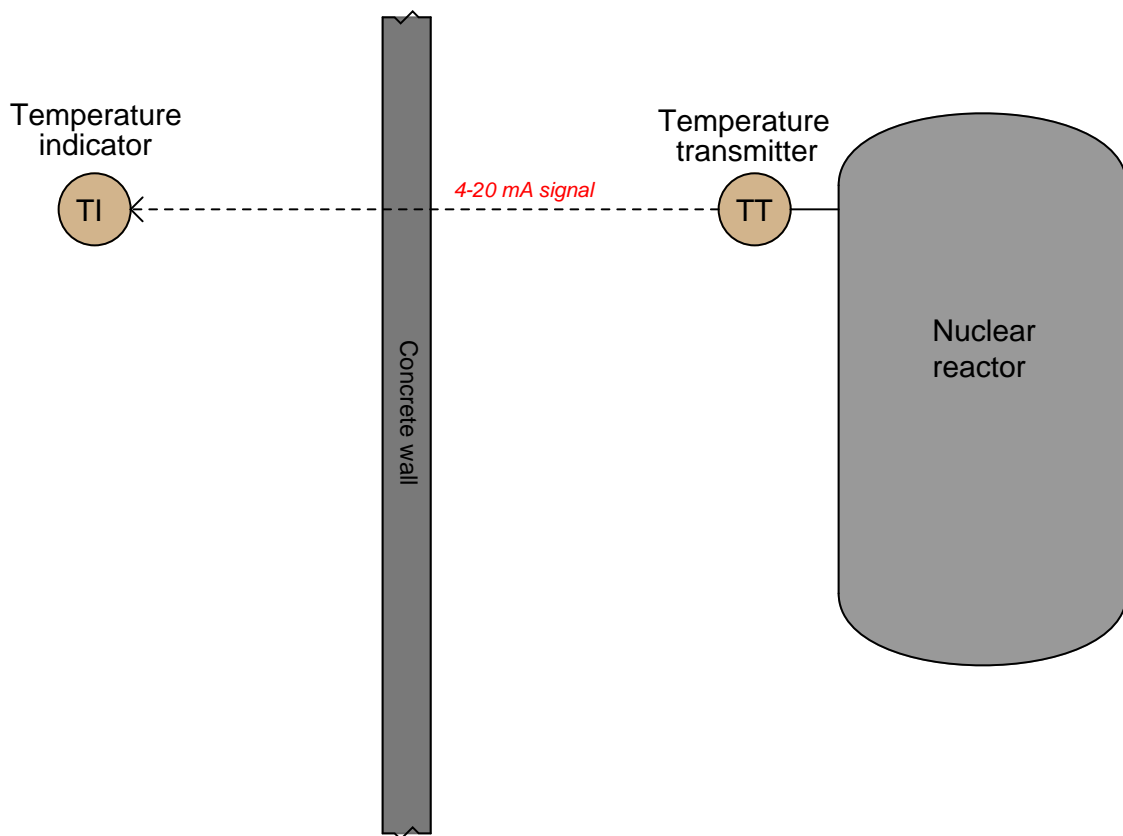 Temperature
indicator
TI
4-20 mA signal
Temperature
transmitter
TT
Concrete wall
Nuclear
reactor